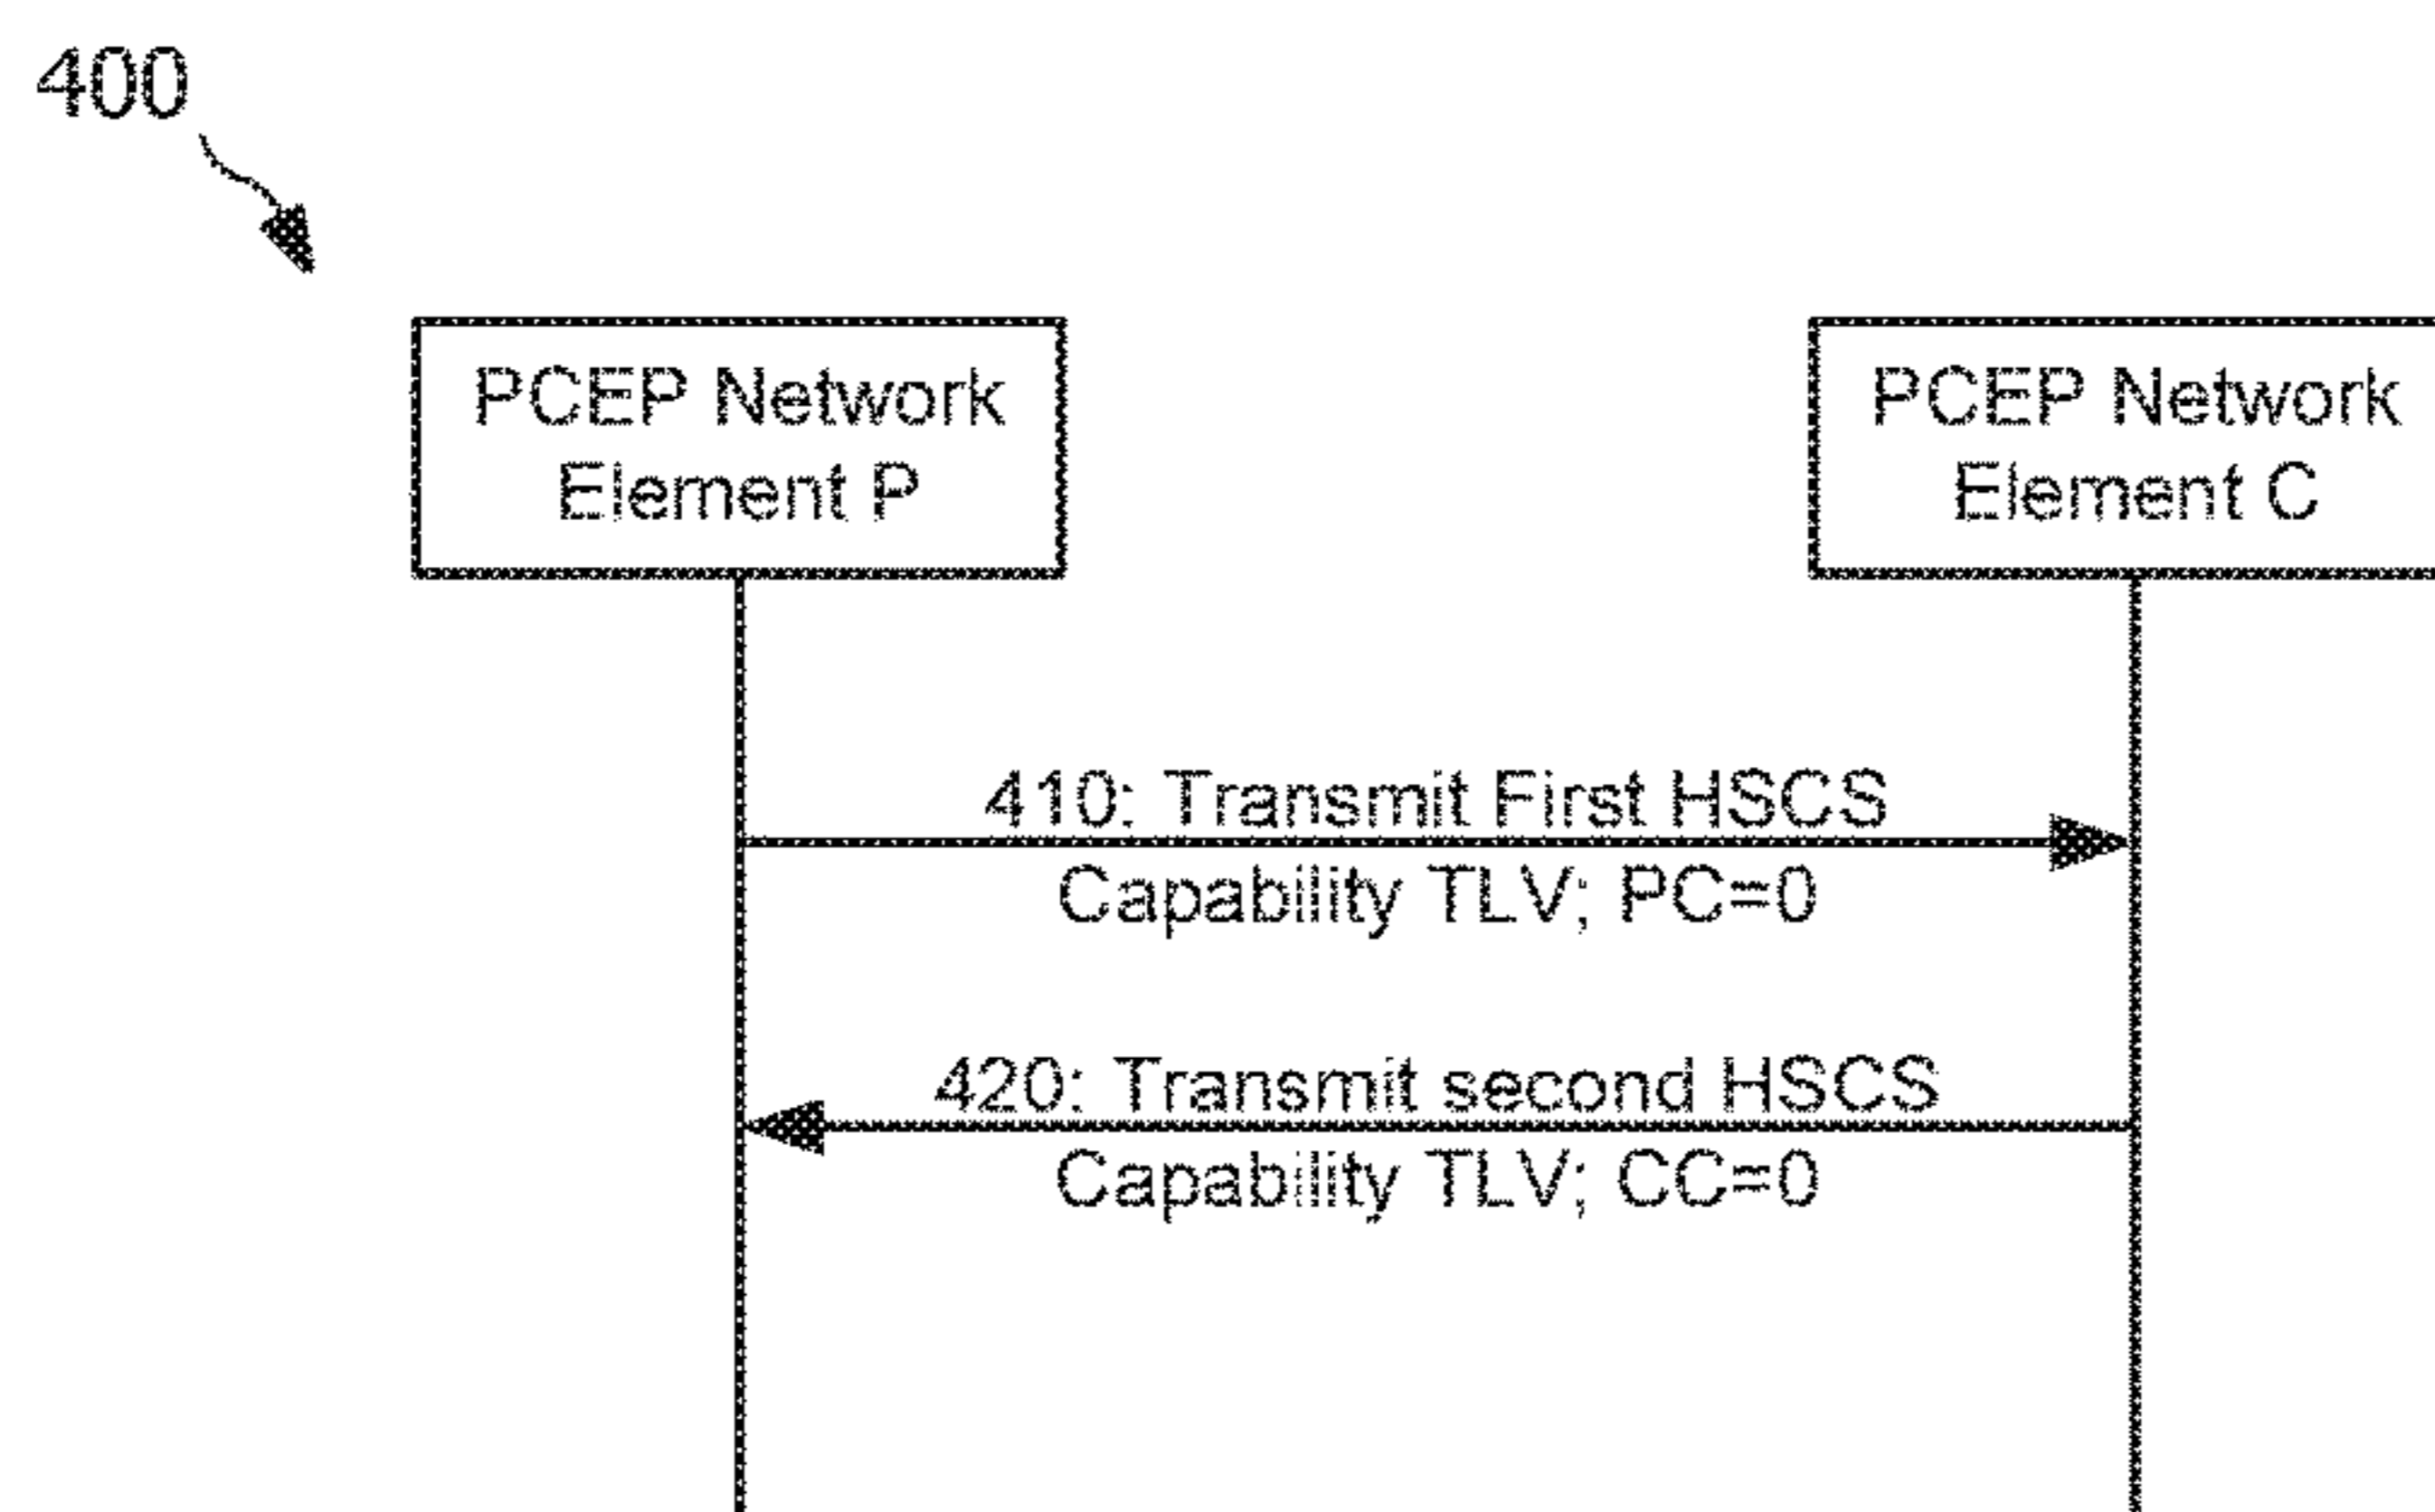 400
PCEP Network
Element P
PCEP Network
Element C
410: Transmit First HSCS
Capability TLV; PC=0
420: Transmit second HSCS
Capability TLV; CC=0